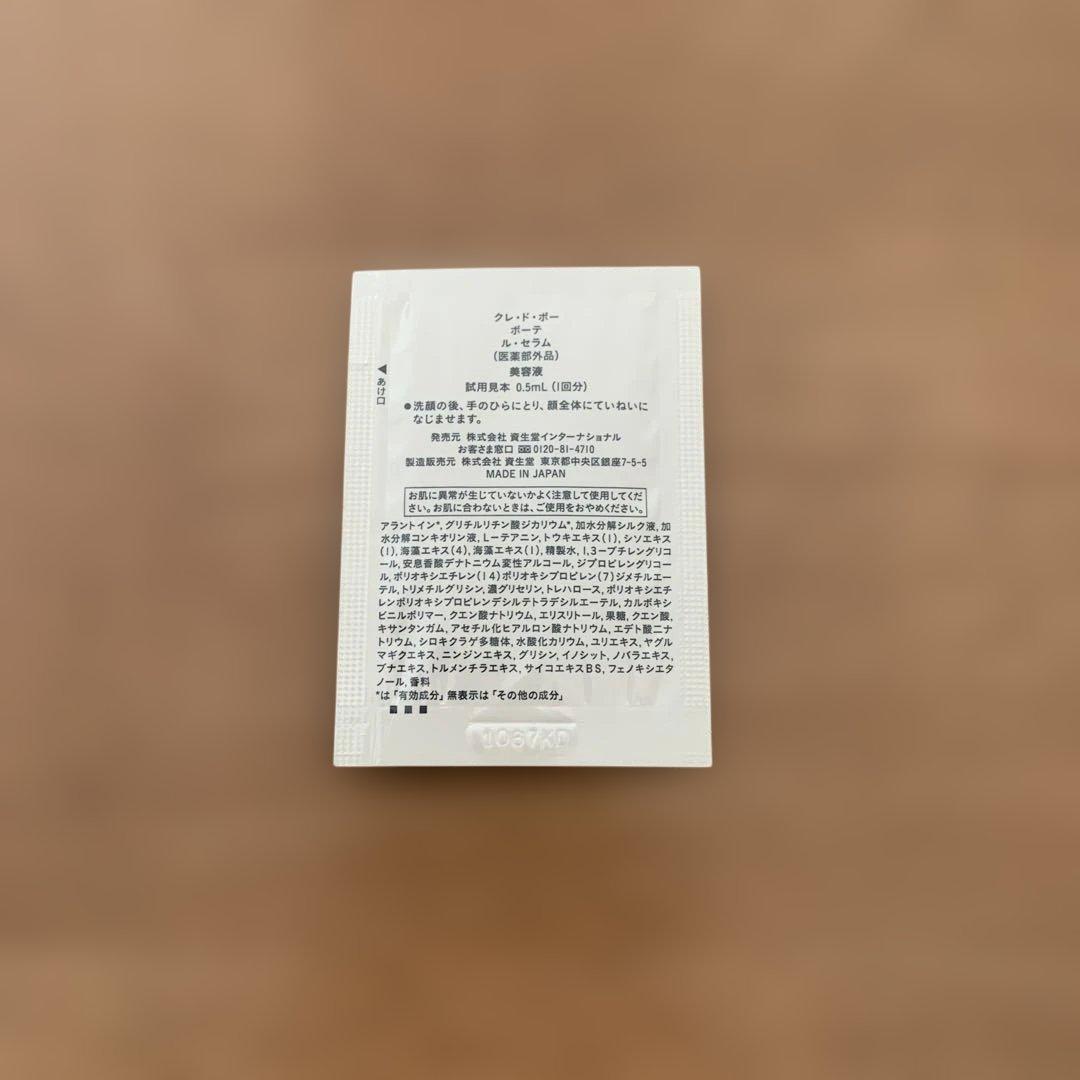 クレ・ド・ポー
ボーテ
ル・セラム
(医薬部外品)
美容液
試用見本 0.5mL (1回分)
◀あけ口
●洗顔の後、手のひらにとり、顔全体にていねいに
なじませます。
発売元 株式会社 資生堂インターナショナル
お客さま窓口 0120-81-4710
製造販売元 株式会社 資生堂 東京都中央区銀座7-5-5
MADE IN JAPAN
お肌に異常が生じていないかよく注意して使用してくだ
さい。お肌に合わないときは、ご使用をおやめください。
アラントイン*, グリチルリチン酸ジカリウム*, 加水分解シルク液, 加
水分解コンキオリン液, L-テアニン, トウキエキス(1), シソエキス
(1), 海藻エキス(4), 海藻エキス(1), 精製水, 1,3-ブチレングリコ
ール, 安息香酸デナトニウム変性アルコール, ジプロピレングリコー
ル, ポリオキシエチレン(14)ポリオキシプロピレン(7)ジメチルエー
テル, トリメチルグリシン, 濃グリセリン, トレハロース, ポリオキシエチ
レンポリオキシプロピレンデシルテトラデシルエーテル, カルボキシ
ビニルポリマー, クエン酸ナトリウム, エリスリトール, 果糖, クエン酸,
キサンタンガム, アセチル化ヒアルロン酸ナトリウム, エデト酸二ナ
トリウム, シロキクラゲ多糖体, 水酸化カリウム, ユリエキス, ヤグル
マギクエキス, ニンジンエキス, グリシン, イノシット, ノバラエキス,
ブナエキス, トルメンチラエキス, サイコエキスBS, フェノキシエタ
ノール, 香料
*は「有効成分」無表示は「その他の成分」
1067KD